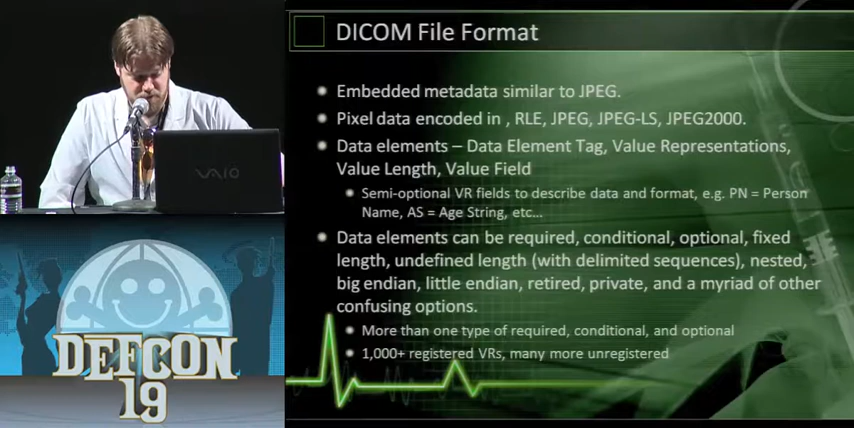 DICOM File Format
Embedded metadata similar to JPEG.
Pixel data encoded in , RLE, JPEG, JPEG-LS, JPEG2000.
Data elements – Data Element Tag, Value Representations,
Value Length, Value Field
Semi-optional VR fields to describe data and format, e.g. PN = Person
Name, AS = Age String, etc…
Data elements can be required, conditional, optional, fixed
length, undefined length (with delimited sequences), nested,
big endian, little endian, retired, private, and a myriad of other
confusing options.
More than one type of required, conditional, and optional
1,000+ registered VRs, many more unregistered
VAIO
DEFCON
19